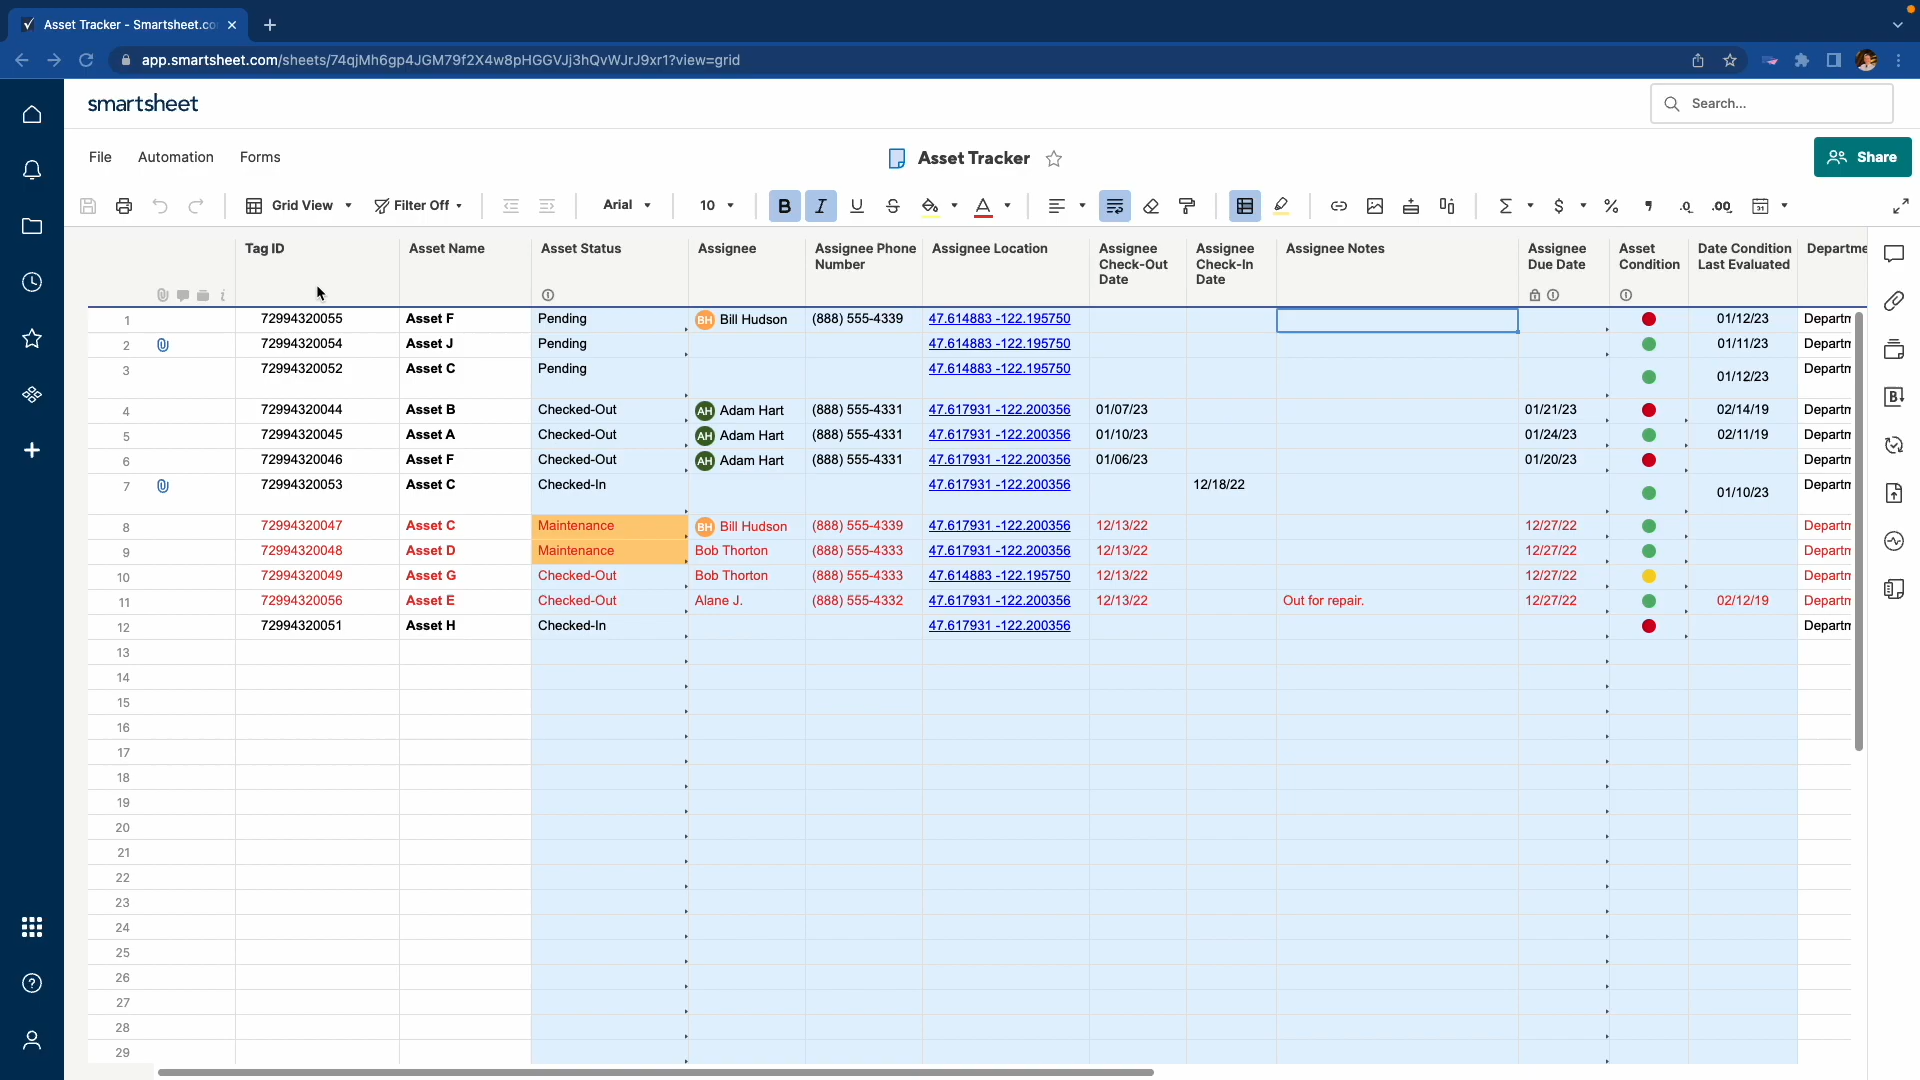 Asset Tracker - Smartsheet.co
app.smartsheet.com/sheets/74qjMh6gp4JGM79f2X4w8pHGGVJj3hQvWJrJ9xr1?view=grid
smartsheet
Search...
File Automation Forms
Asset Tracker
Share
Grid View Filter Off Arial 10 B I U S A Σ $ % .0 .00 31
Tag ID Asset Name Asset Status Assignee Assignee Phone Number Assignee Location Assignee Check-Out Date Assignee Check-In Date Assignee Notes Assignee Due Date Asset Condition Date Condition Last Evaluated Departme
1 72994320055 Asset F Pending BH Bill Hudson (888) 555-4339 47.614883 -122.195750 01/12/23 Departm
2 72994320054 Asset J Pending 47.614883 -122.195750 01/11/23 Departm
3 72994320052 Asset C Pending 47.614883 -122.195750 01/12/23 Departm
4 72994320044 Asset B Checked-Out AH Adam Hart (888) 555-4331 47.617931 -122.200356 01/07/23 01/21/23 02/14/19 Departm
5 72994320045 Asset A Checked-Out AH Adam Hart (888) 555-4331 47.617931 -122.200356 01/10/23 01/24/23 02/11/19 Departm
6 72994320046 Asset F Checked-Out AH Adam Hart (888) 555-4331 47.617931 -122.200356 01/06/23 01/20/23 Departm
7 72994320053 Asset C Checked-In 47.617931 -122.200356 12/18/22 01/10/23 Departm
8 72994320047 Asset C Maintenance BH Bill Hudson (888) 555-4339 47.617931 -122.200356 12/13/22 12/27/22 Departm
9 72994320048 Asset D Maintenance Bob Thorton (888) 555-4333 47.617931 -122.200356 12/13/22 12/27/22 Departm
10 72994320049 Asset G Checked-Out Bob Thorton (888) 555-4333 47.614883 -122.195750 12/13/22 12/27/22 Departm
11 72994320056 Asset E Checked-Out Alane J. (888) 555-4332 47.617931 -122.200356 12/13/22 Out for repair. 12/27/22 02/12/19 Departm
12 72994320051 Asset H Checked-In 47.617931 -122.200356 Departm
13
14
15
16
17
18
19
20
21
22
23
24
25
26
27
28
29